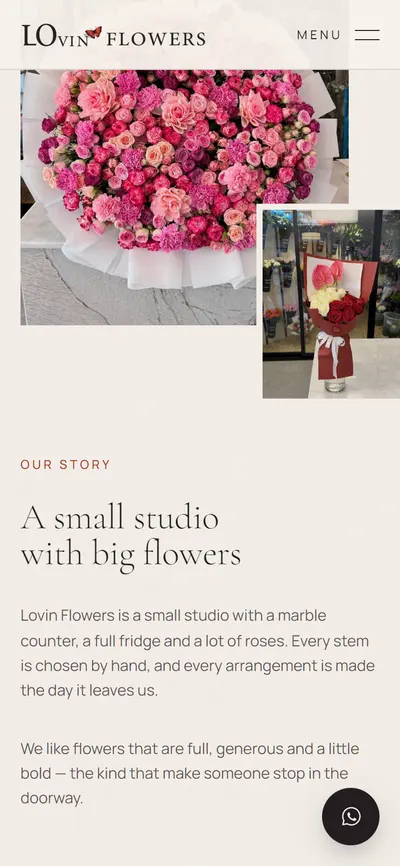 LOVIN FLOWERS
MENU
OUR STORY
A small studio
with big flowers
Lovin Flowers is a small studio with a marble
counter, a full fridge and a lot of roses. Every stem
is chosen by hand, and every arrangement is made
the day it leaves us.
We like flowers that are full, generous and a little
bold — the kind that make someone stop in the
doorway.